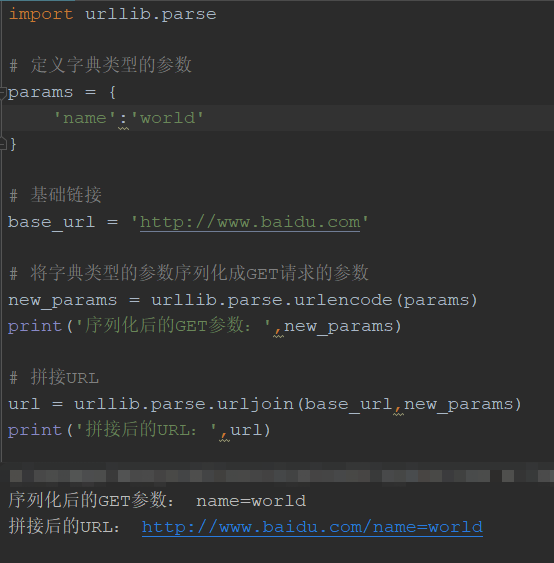 import urllib.parse
# 定义字典类型的参数
params = {
    'name':'world'
}
# 基础链接
base_url = 'http://www.baidu.com'
# 将字典类型的参数序列化成GET请求的参数
new_params = urllib.parse.urlencode(params)
print('序列化后的GET参数：',new_params)
# 拼接URL
url = urllib.parse.urljoin(base_url,new_params)
print('拼接后的URL：',url)
序列化后的GET参数： name=world
拼接后的URL： http://www.baidu.com/name=world